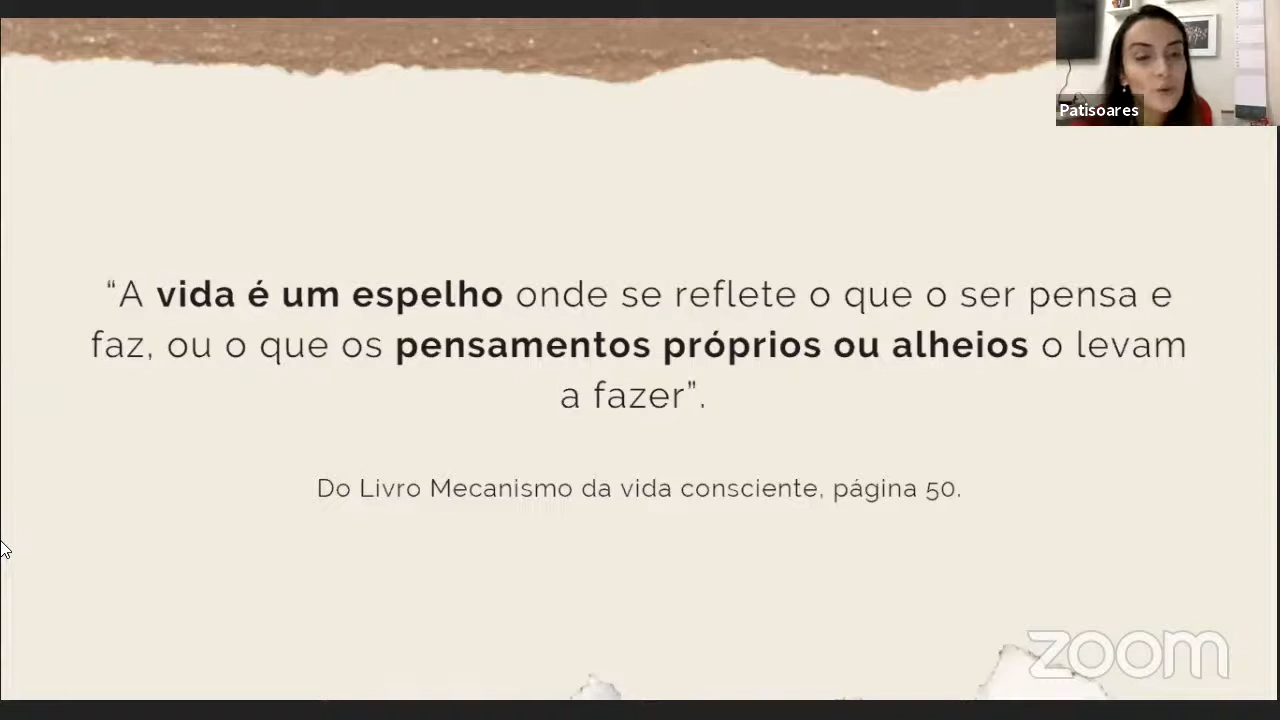 Patisoares
“A vida é um espelho onde se reflete o que o ser pensa e
faz, ou o que os pensamentos próprios ou alheios o levam
a fazer”.
Do Livro Mecanismo da vida consciente, página 50.
zoom